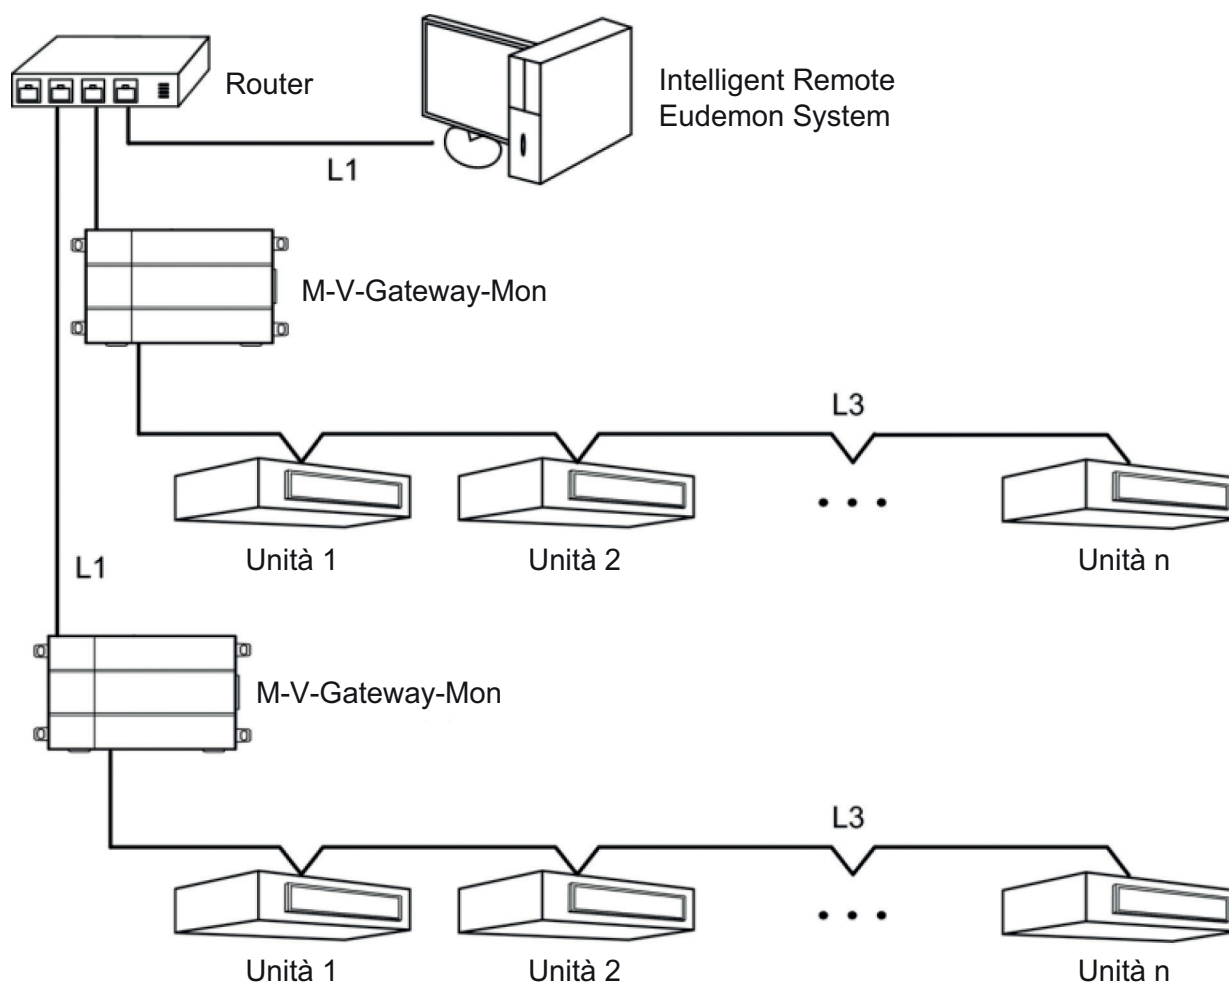 Router
Intelligent Remote
Eudemon System
L1
M-V-Gateway-Mon
L3
Unità 1
Unità 2
Unità n
L1
M-V-Gateway-Mon
L3
Unità 1
Unità 2
Unità n